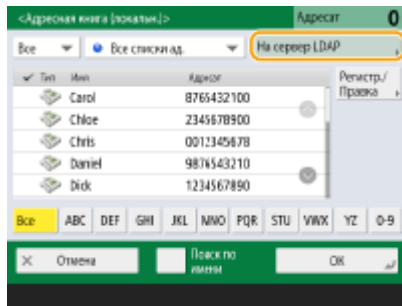 <Адресная книга (локальн.)> Адресат 0
Все Все списки ад. На сервер LDAP
Тип Имя Адресат Регистр./
Правка
Carol 8765432100
Chloe 2345678900
Chris 0012345678
Daniel 9876543210
Dick 1234567890
Все ABC DEF GHI JKL MNO PQR STU VWX YZ 0-9
Отмена Поиск по
имени OK